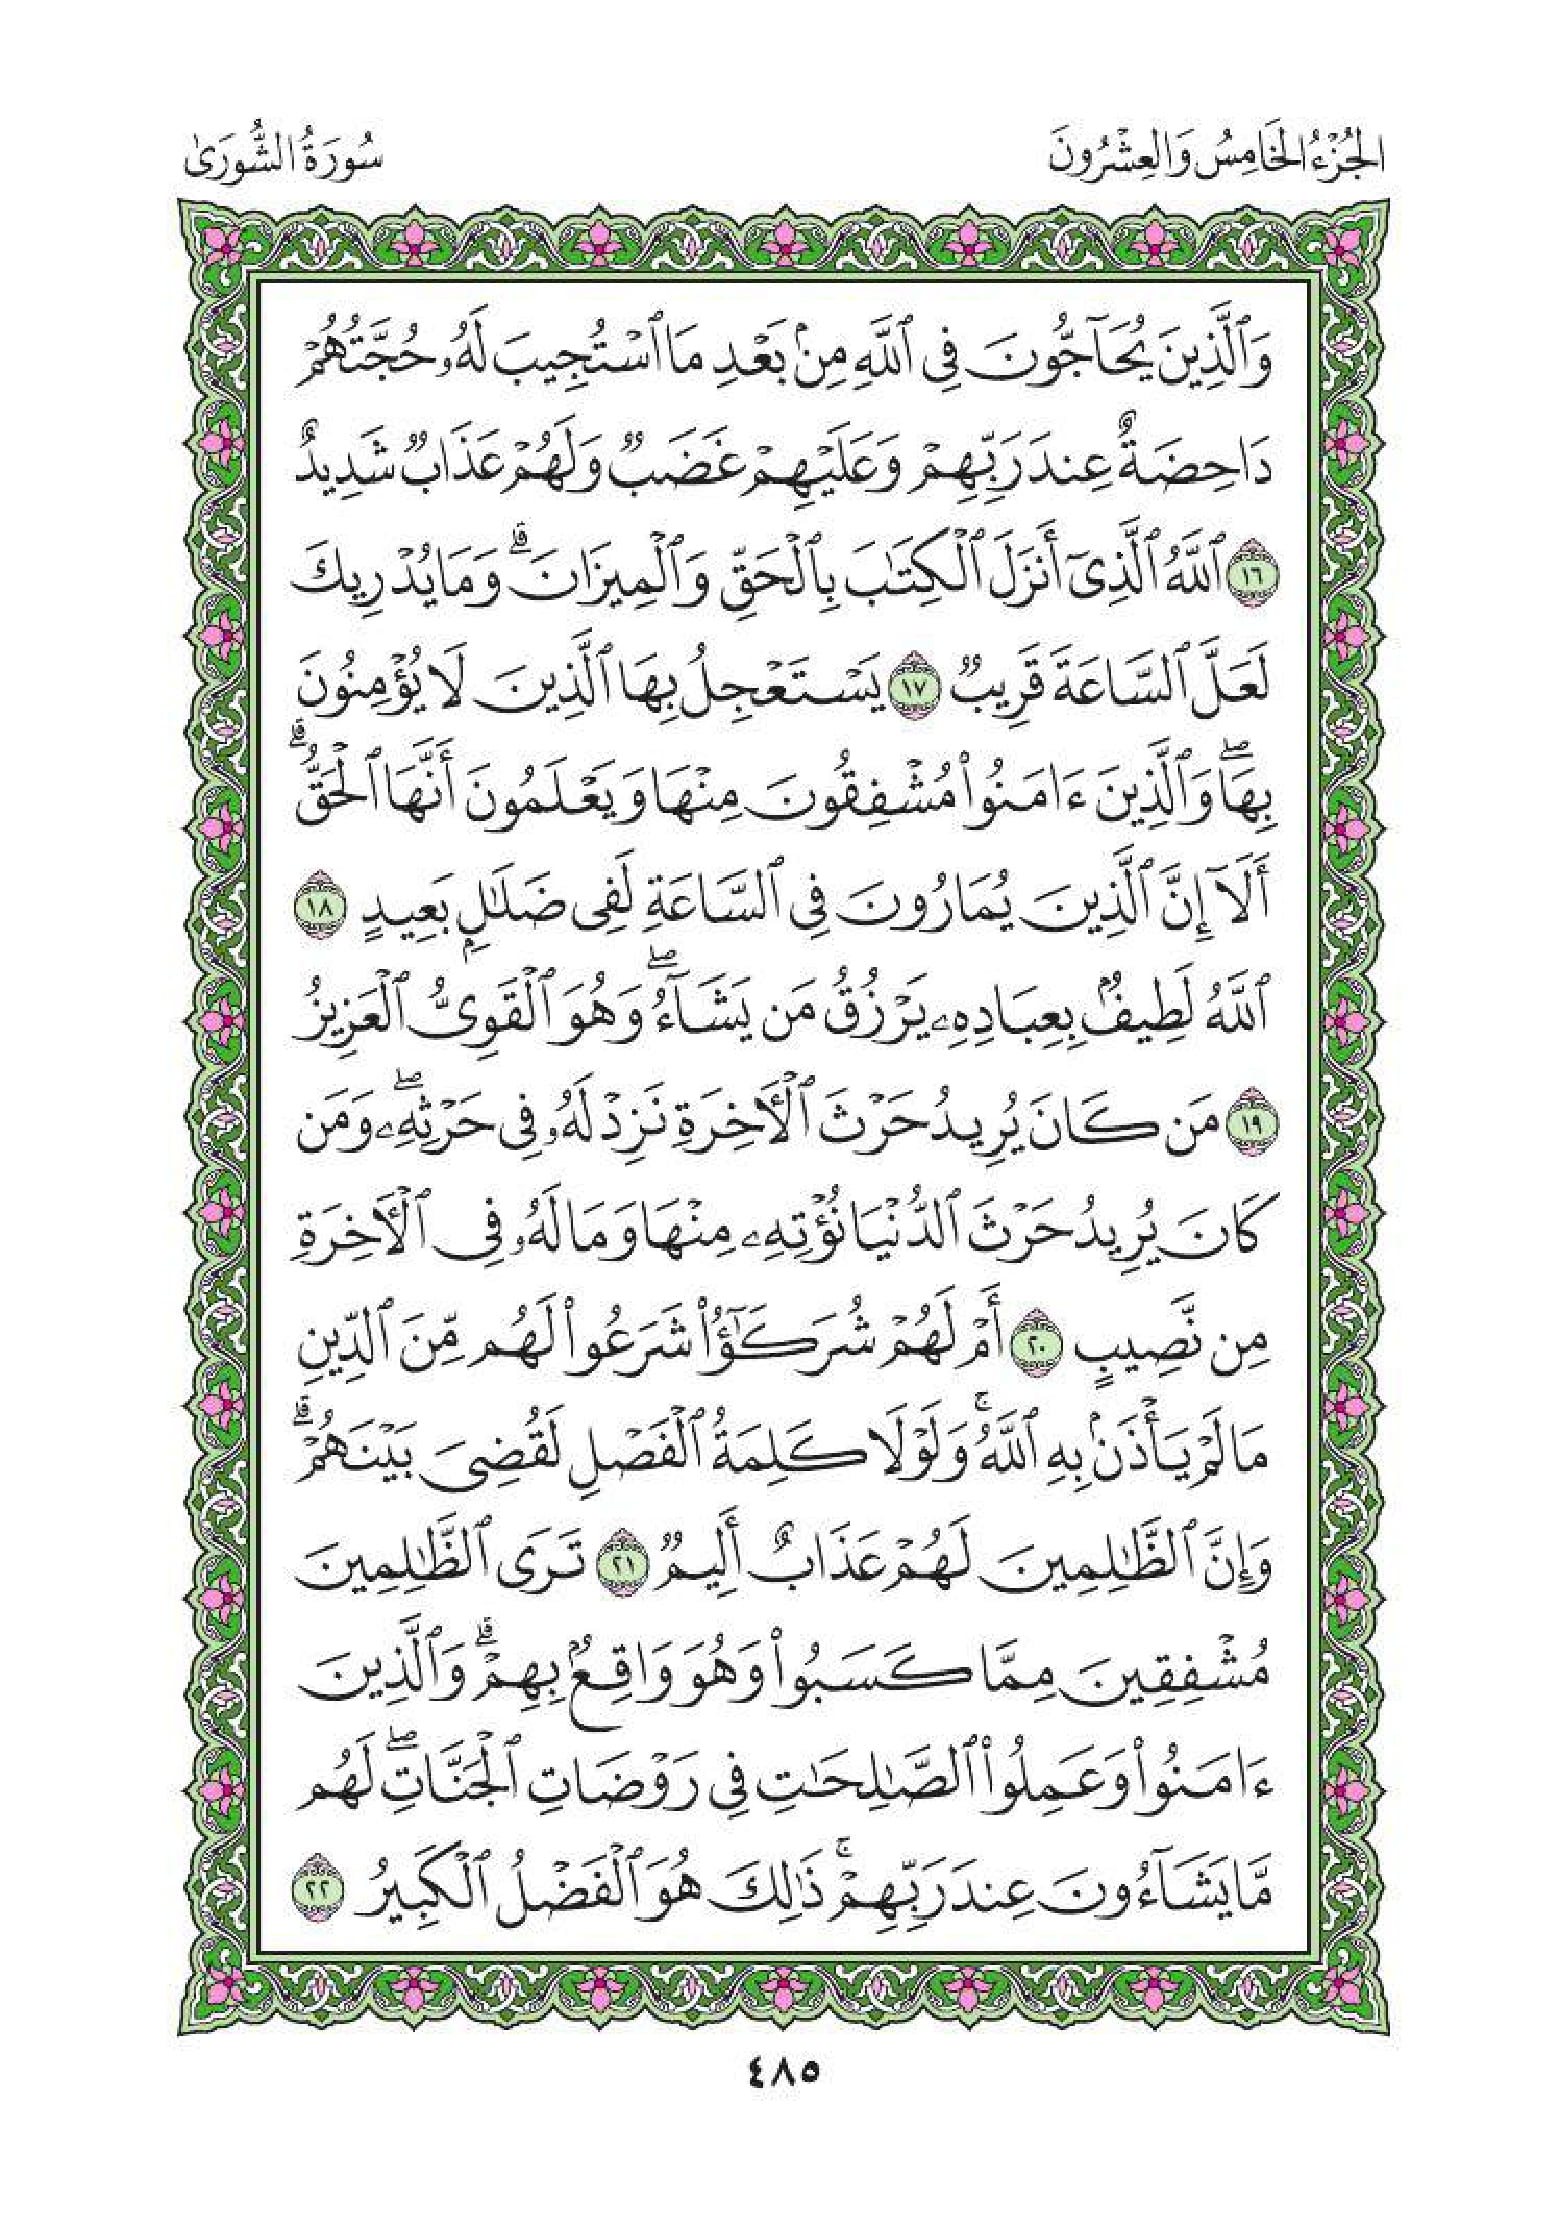 الجُزْءُ الخَامِسُ وَالعِشْرُونَ
سُورَةُ الشُّورَىٰ
وَٱلَّذِينَ يُحَآجُّونَ فِى ٱللَّهِ مِنۢ بَعْدِ مَا ٱسْتُجِيبَ لَهُۥ حُجَّتُهُمْ
دَاحِضَةٌ عِندَ رَبِّهِمْ وَعَلَيْهِمْ غَضَبٌ وَلَهُمْ عَذَابٌ شَدِيدٌ
١٦ ٱللَّهُ ٱلَّذِىٓ أَنزَلَ ٱلْكِتَـٰبَ بِٱلْحَقِّ وَٱلْمِيزَانَ ۗ وَمَا يُدْرِيكَ
لَعَلَّ ٱلسَّاعَةَ قَرِيبٌ ١٧ يَسْتَعْجِلُ بِهَا ٱلَّذِينَ لَا يُؤْمِنُونَ
بِهَا ۖ وَٱلَّذِينَ ءَامَنُوا۟ مُشْفِقُونَ مِنْهَا وَيَعْلَمُونَ أَنَّهَا ٱلْحَقُّ ۗ
أَلَآ إِنَّ ٱلَّذِينَ يُمَارُونَ فِى ٱلسَّاعَةِ لَفِى ضَلَـٰلٍۭ بَعِيدٍ ١٨
ٱللَّهُ لَطِيفٌۢ بِعِبَادِهِۦ يَرْزُقُ مَن يَشَآءُ ۖ وَهُوَ ٱلْقَوِىُّ ٱلْعَزِيزُ
١٩ مَن كَانَ يُرِيدُ حَرْثَ ٱلْـَٔاخِرَةِ نَزِدْ لَهُۥ فِى حَرْثِهِۦ ۖ وَمَن
كَانَ يُرِيدُ حَرْثَ ٱلدُّنْيَا نُؤْتِهِۦ مِنْهَا وَمَا لَهُۥ فِى ٱلْـَٔاخِرَةِ
مِن نَّصِيبٍ ٢٠ أَمْ لَهُمْ شُرَكَـٰٓؤُا۟ شَرَعُوا۟ لَهُم مِّنَ ٱلدِّينِ
مَا لَمْ يَأْذَنۢ بِهِ ٱللَّهُ ۚ وَلَوْلَا كَلِمَةُ ٱلْفَصْلِ لَقُضِىَ بَيْنَهُمْ ۗ
وَإِنَّ ٱلظَّـٰلِمِينَ لَهُمْ عَذَابٌ أَلِيمٌ ٢١ تَرَى ٱلظَّـٰلِمِينَ
مُشْفِقِينَ مِمَّا كَسَبُوا۟ وَهُوَ وَاقِعٌۢ بِهِمْ ۗ وَٱلَّذِينَ
ءَامَنُوا۟ وَعَمِلُوا۟ ٱلصَّـٰلِحَـٰتِ فِى رَوْضَاتِ ٱلْجَنَّاتِ ۖ لَهُم
مَّا يَشَآءُونَ عِندَ رَبِّهِمْ ۚ ذَٰلِكَ هُوَ ٱلْفَضْلُ ٱلْكَبِيرُ ٢٢
٤٨٥